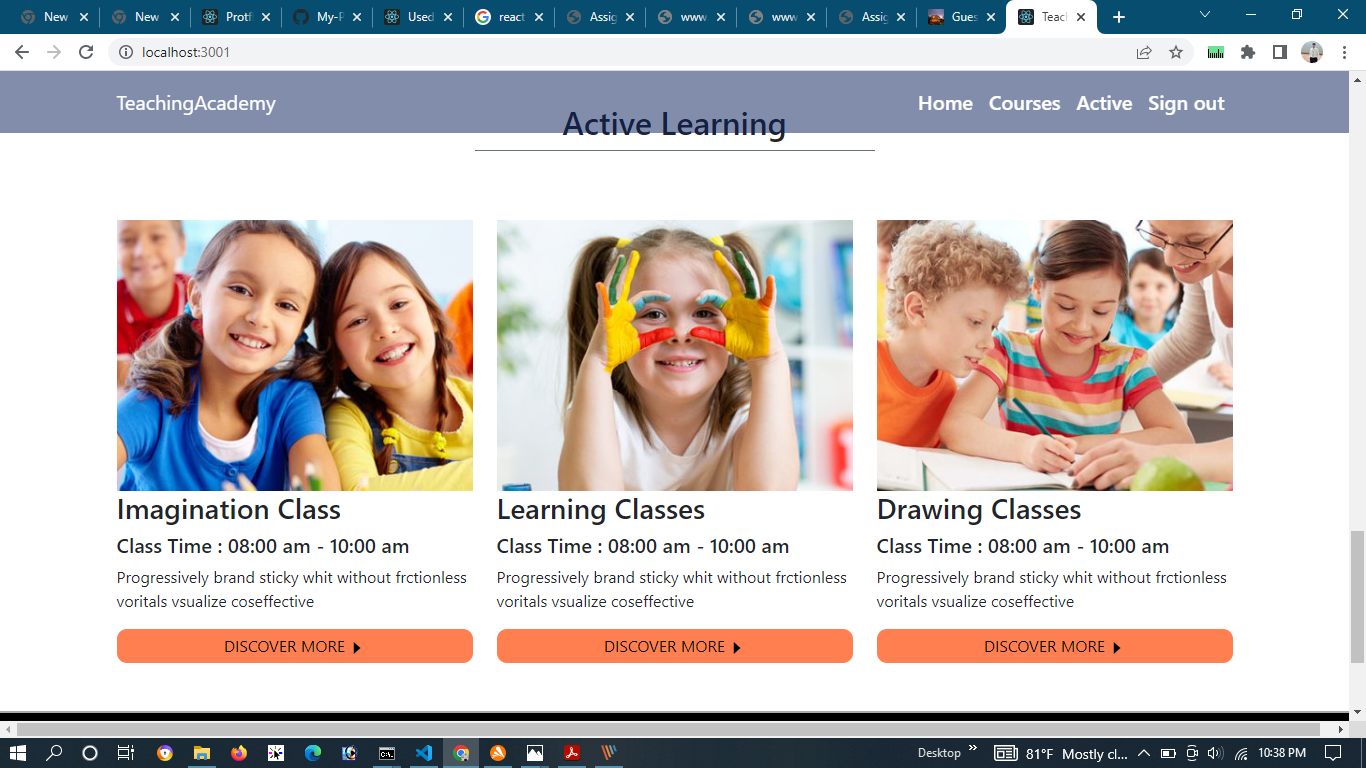 New
New
Protf
My-P
Used
react
Assig
www
www
Assig
Gues
Teach
localhost:3001
TeachingAcademy
Home Courses Active Sign out
Active Learning
Imagination Class
Class Time : 08:00 am - 10:00 am
Progressively brand sticky whit without frctionless
voritals vsualize coseffective
DISCOVER MORE
Learning Classes
Class Time : 08:00 am - 10:00 am
Progressively brand sticky whit without frctionless
voritals vsualize coseffective
DISCOVER MORE
Drawing Classes
Class Time : 08:00 am - 10:00 am
Progressively brand sticky whit without frctionless
voritals vsualize coseffective
DISCOVER MORE
Desktop
81°F Mostly cl...
10:38 PM